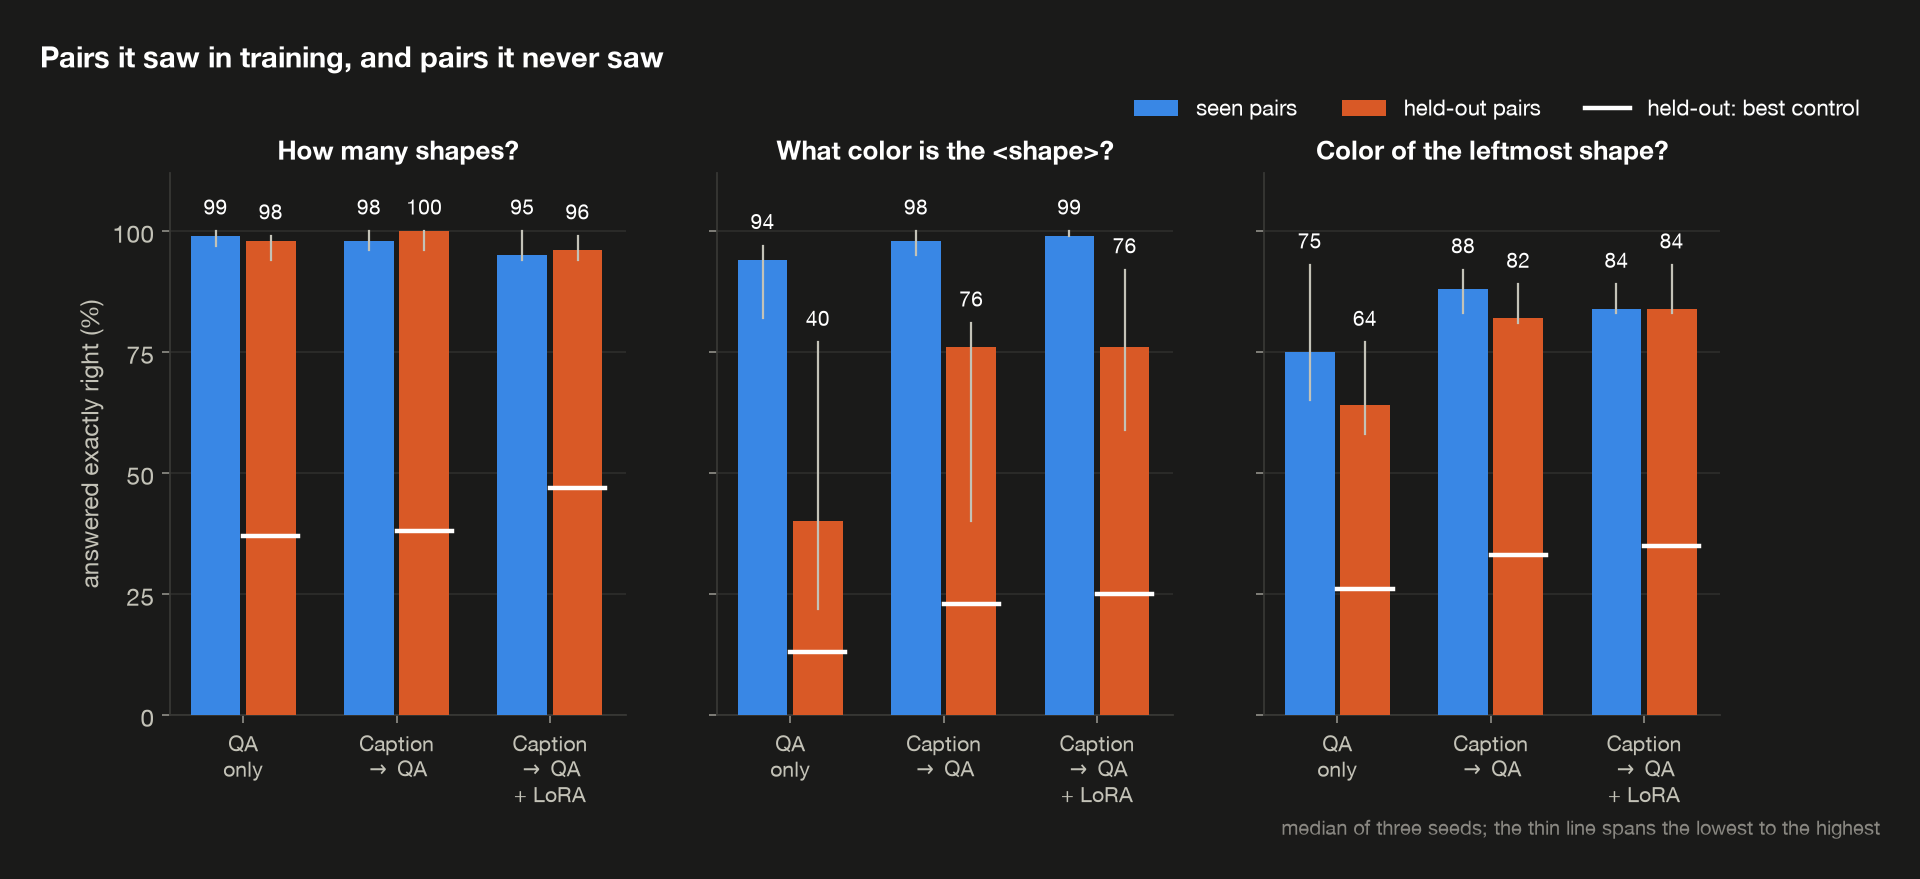 Pairs it saw in training, and pairs it never saw
seen pairs
held-out pairs
held-out: best control
How many shapes?
What color is the <shape>?
Color of the leftmost shape?
answered exactly right (%)
100
75
50
25
0
99
98
98
100
95
96
94
40
98
76
99
76
75
64
88
82
84
84
QA
only
Caption
→ QA
Caption
→ QA
+ LoRA
QA
only
Caption
→ QA
Caption
→ QA
+ LoRA
QA
only
Caption
→ QA
Caption
→ QA
+ LoRA
median of three seeds; the thin line spans the lowest to the highest